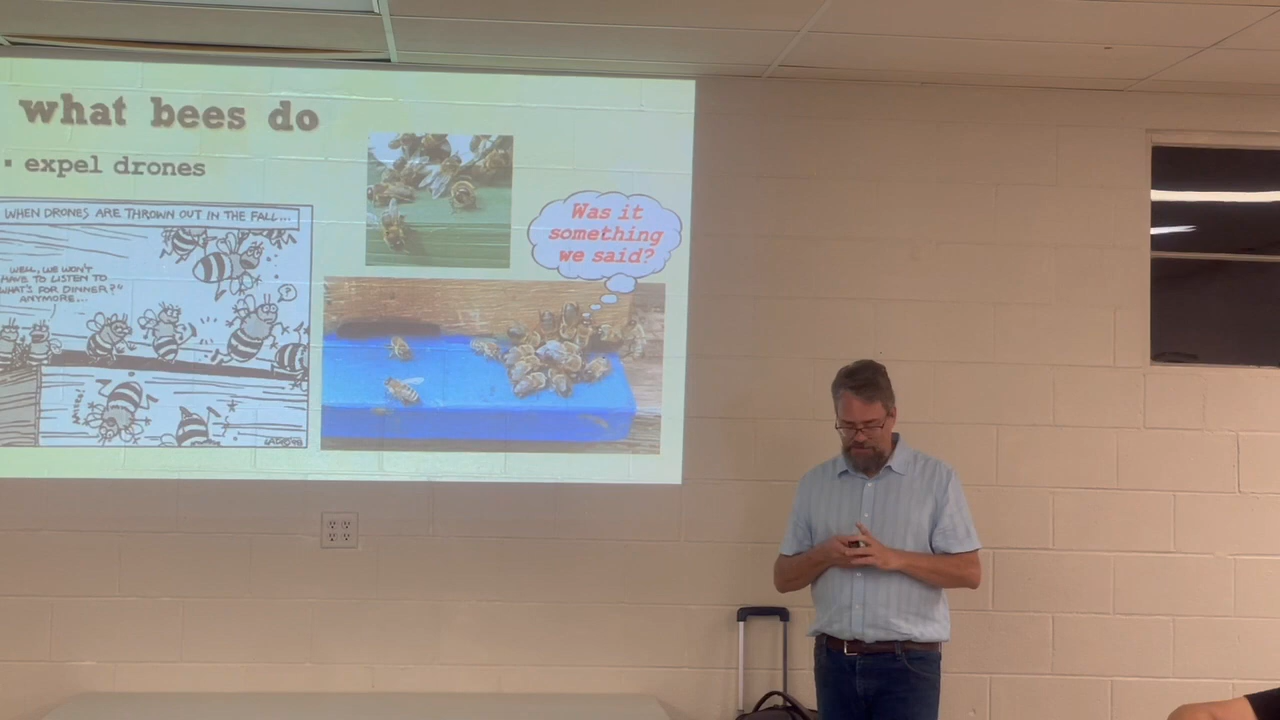 what bees do
▪ expel drones
WHEN DRONES ARE THROWN OUT IN THE FALL...
WELL, WE WON'T
HAVE TO LISTEN TO
"WHAT'S FOR DINNER?"
ANYMORE...
?
Was it
something
we said?